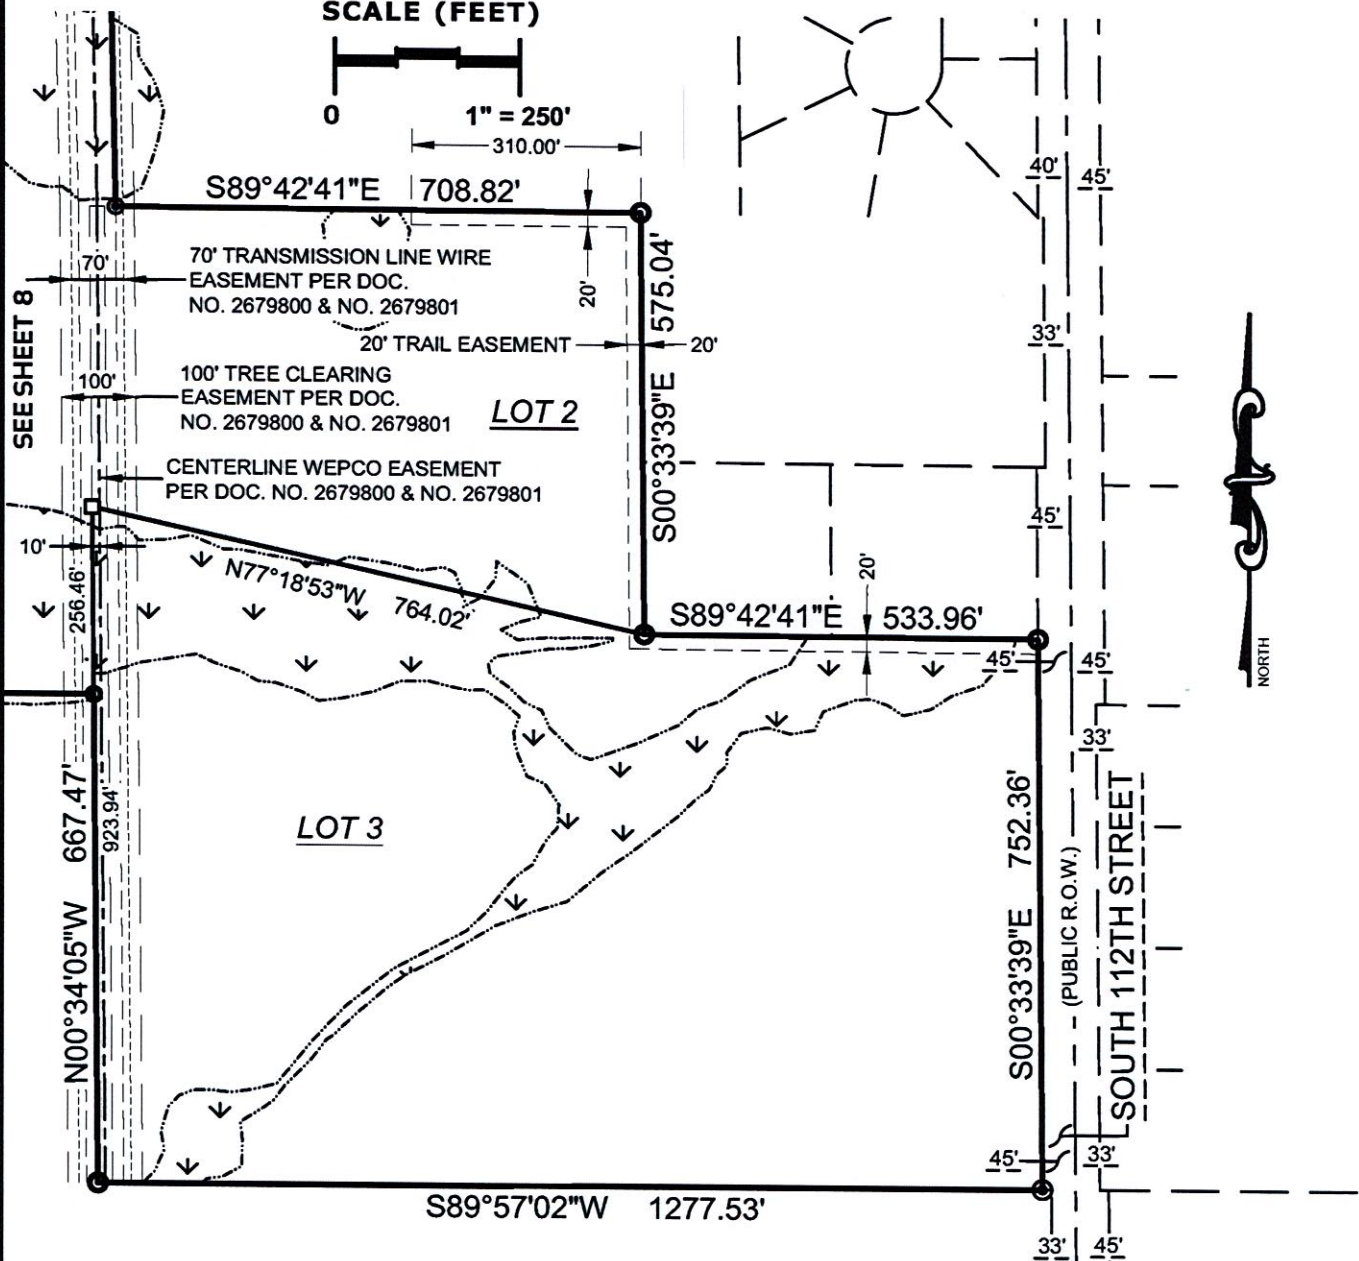 SCALE (FEET)
0
1" = 250'
310.00'
S89°42'41"E 708.82'
40'
45'
70'
70' TRANSMISSION LINE WIRE
EASEMENT PER DOC.
NO. 2679800 & NO. 2679801
20'
575.04'
S00°33'39"E
33'
SEE SHEET 8
20' TRAIL EASEMENT
20'
100'
100' TREE CLEARING
EASEMENT PER DOC.
NO. 2679800 & NO. 2679801
LOT 2
CENTERLINE WEPCO EASEMENT
PER DOC. NO. 2679800 & NO. 2679801
45'
10'
256.46'
N77°18'53"W 764.02'
20'
S89°42'41"E 533.96'
45'
45'
NORTH
33'
N00°34'05"W 667.47'
923.94'
LOT 3
S00°33'39"E 752.36'
(PUBLIC R.O.W.)
SOUTH 112TH STREET
45'
33'
S89°57'02"W 1277.53'
33'
45'